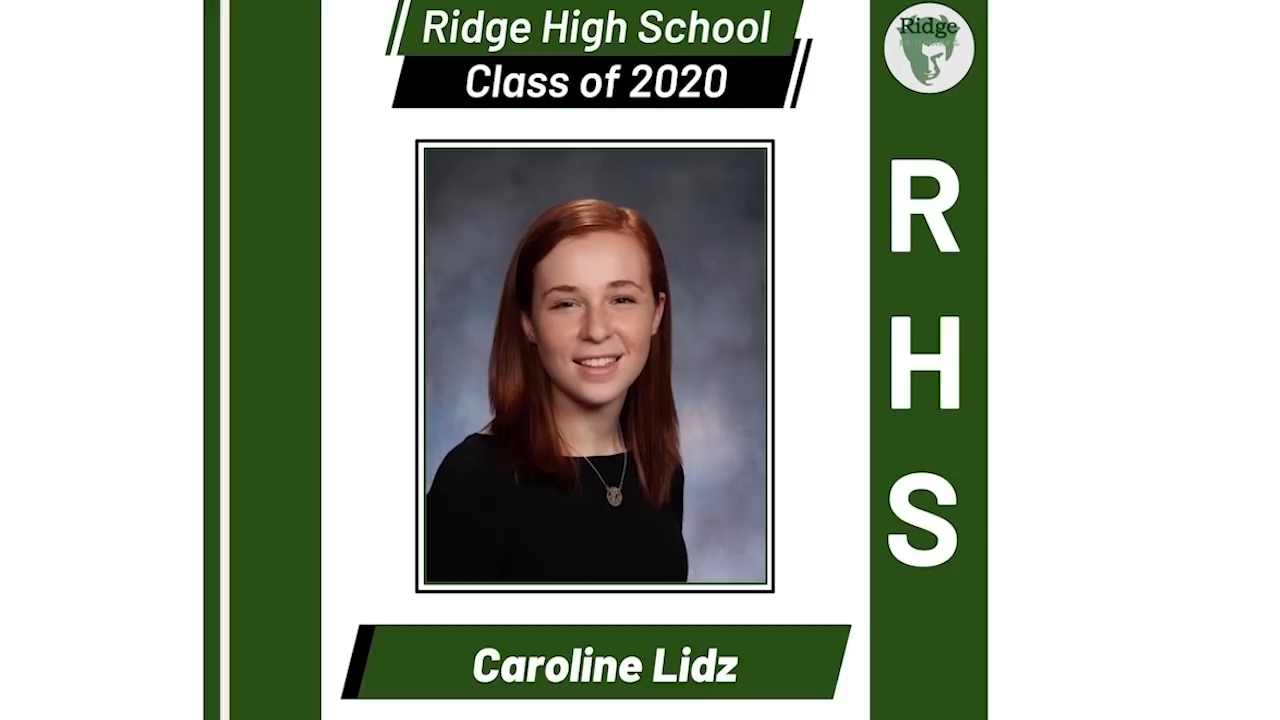 Ridge High School
Class of 2020
Ridge
R
H
S
Caroline Lidz